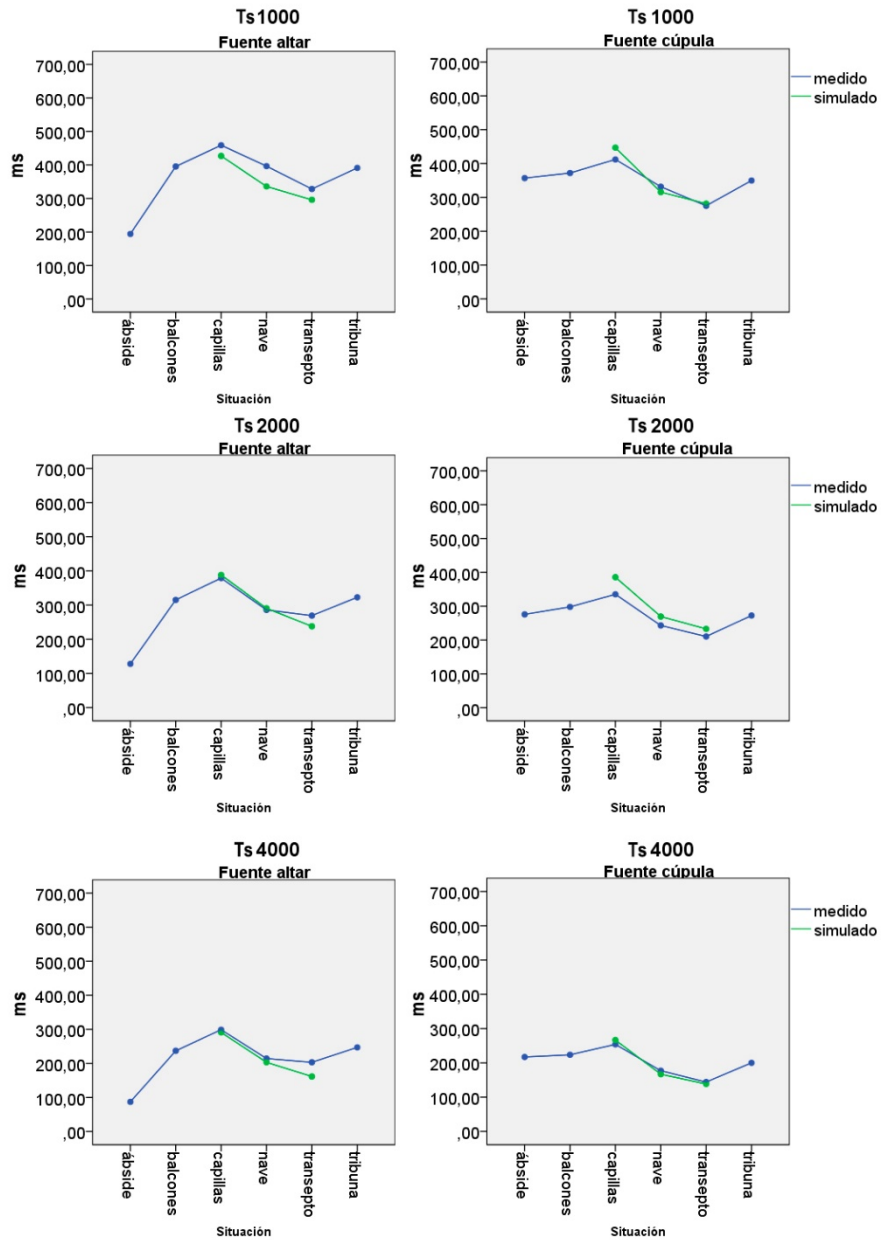 Ts 1000
Fuente altar
700,00
600,00
500,00
400,00
300,00
200,00
100,00
,00
ms
ábside
balcones
capillas
nave
transepto
tribuna
Situación
Ts 1000
Fuente cúpula
700,00
600,00
500,00
400,00
300,00
200,00
100,00
,00
ms
ábside
balcones
capillas
nave
transepto
tribuna
Situación
medido
simulado
Ts 2000
Fuente altar
700,00
600,00
500,00
400,00
300,00
200,00
100,00
,00
ms
ábside
balcones
capillas
nave
transepto
tribuna
Situación
Ts 2000
Fuente cúpula
700,00
600,00
500,00
400,00
300,00
200,00
100,00
,00
ms
ábside
balcones
capillas
nave
transepto
tribuna
Situación
medido
simulado
Ts 4000
Fuente altar
700,00
600,00
500,00
400,00
300,00
200,00
100,00
,00
ms
ábside
balcones
capillas
nave
transepto
tribuna
Situación
Ts 4000
Fuente cúpula
700,00
600,00
500,00
400,00
300,00
200,00
100,00
,00
ms
ábside
balcones
capillas
nave
transepto
tribuna
Situación
medido
simulado